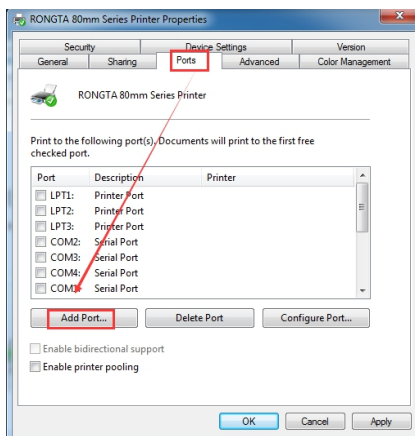 RONGTA 80mm Series Printer Properties
Security Device Settings Version
General Sharing Ports Advanced Color Management
RONGTA 80mm Series Printer
Print to the following port(s). Documents will print to the first free
checked port.
Port Description Printer
LPT1: Printer Port
LPT2: Printer Port
LPT3: Printer Port
COM2: Serial Port
COM3: Serial Port
COM4: Serial Port
Serial Port
Add Port... Delete Port Configure Port...
Enable bidirectional support
Enable printer pooling
OK Cancel Apply